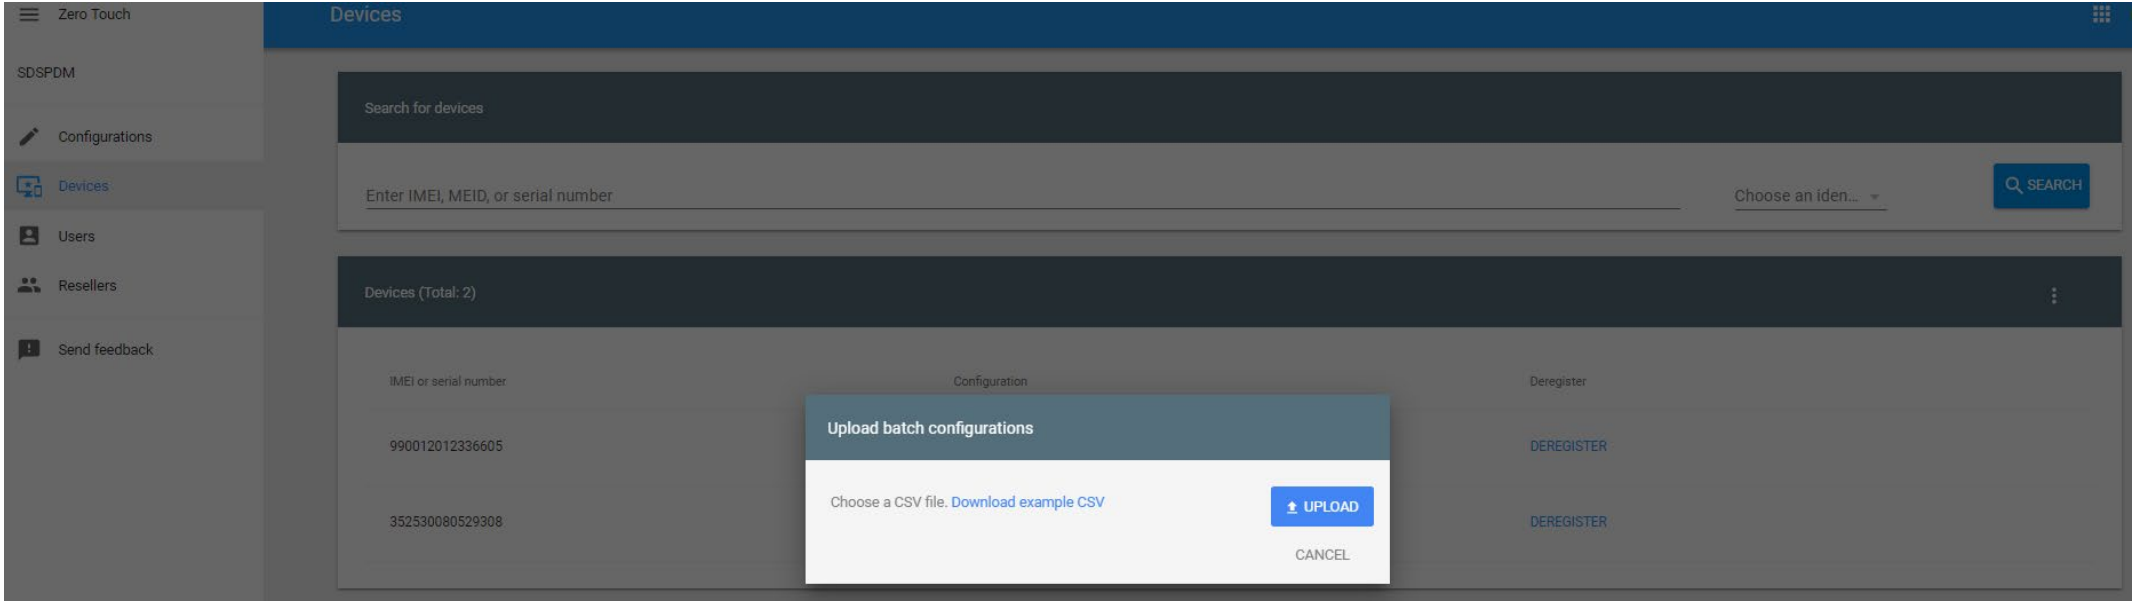 Zero Touch
Devices
SDSPDM
Configurations
Devices
Users
Resellers
Send feedback
Search for devices
Enter IMEI, MEID, or serial number
Choose an iden...
SEARCH
Devices (Total: 2)
IMEI or serial number Configuration Deregister
990012012336605 DEREGISTER
352530080529308 DEREGISTER
Upload batch configurations
Choose a CSV file. Download example CSV
UPLOAD
CANCEL